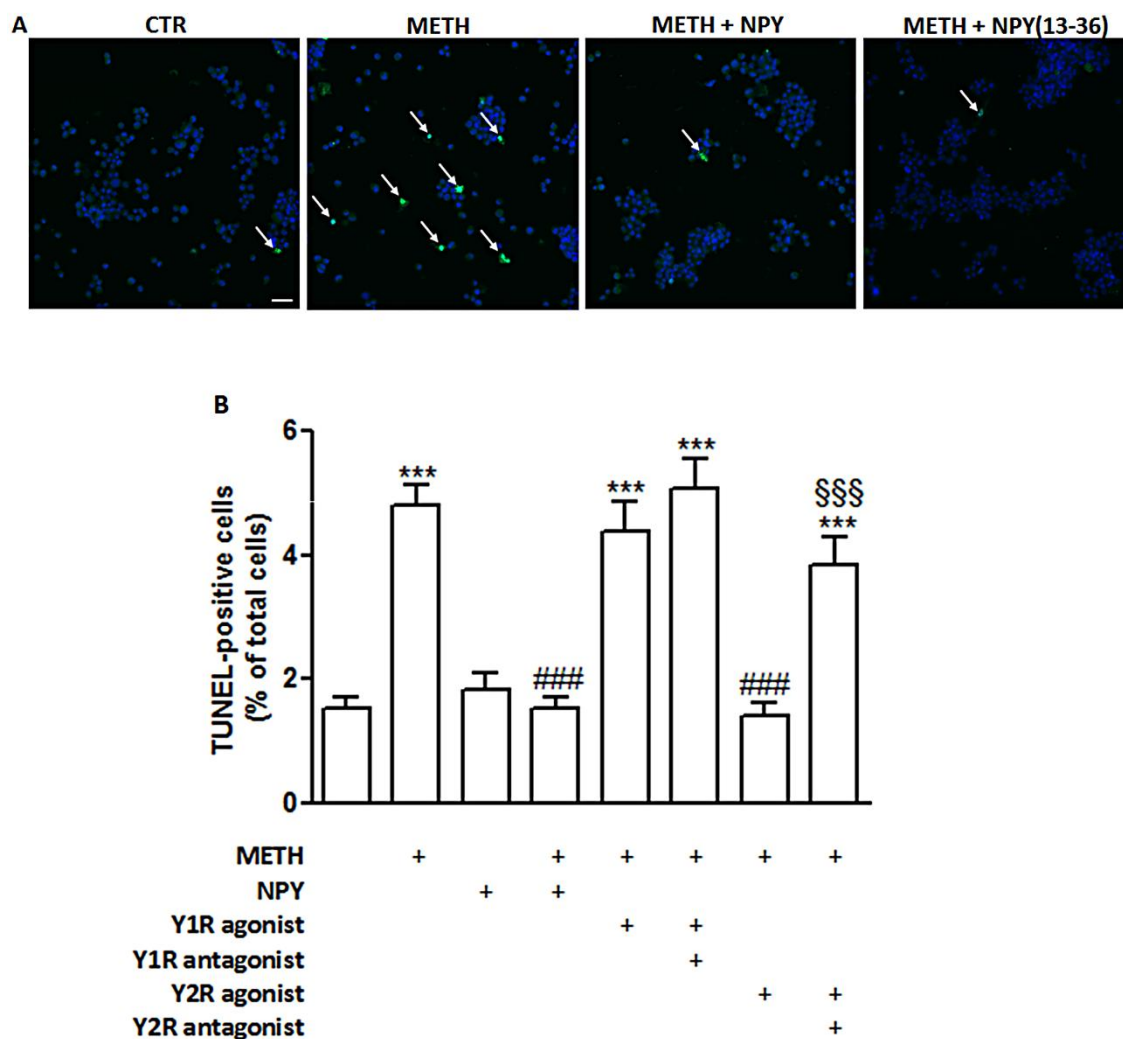 A CTR METH METH + NPY METH + NPY(13-36)
B
6
***
***
***
§§§
***
4
TUNEL-positive cells
(% of total cells)
2
###
###
0
METH + + + + + +
NPY + +
Y1R agonist + +
Y1R antagonist +
Y2R agonist + +
Y2R antagonist +